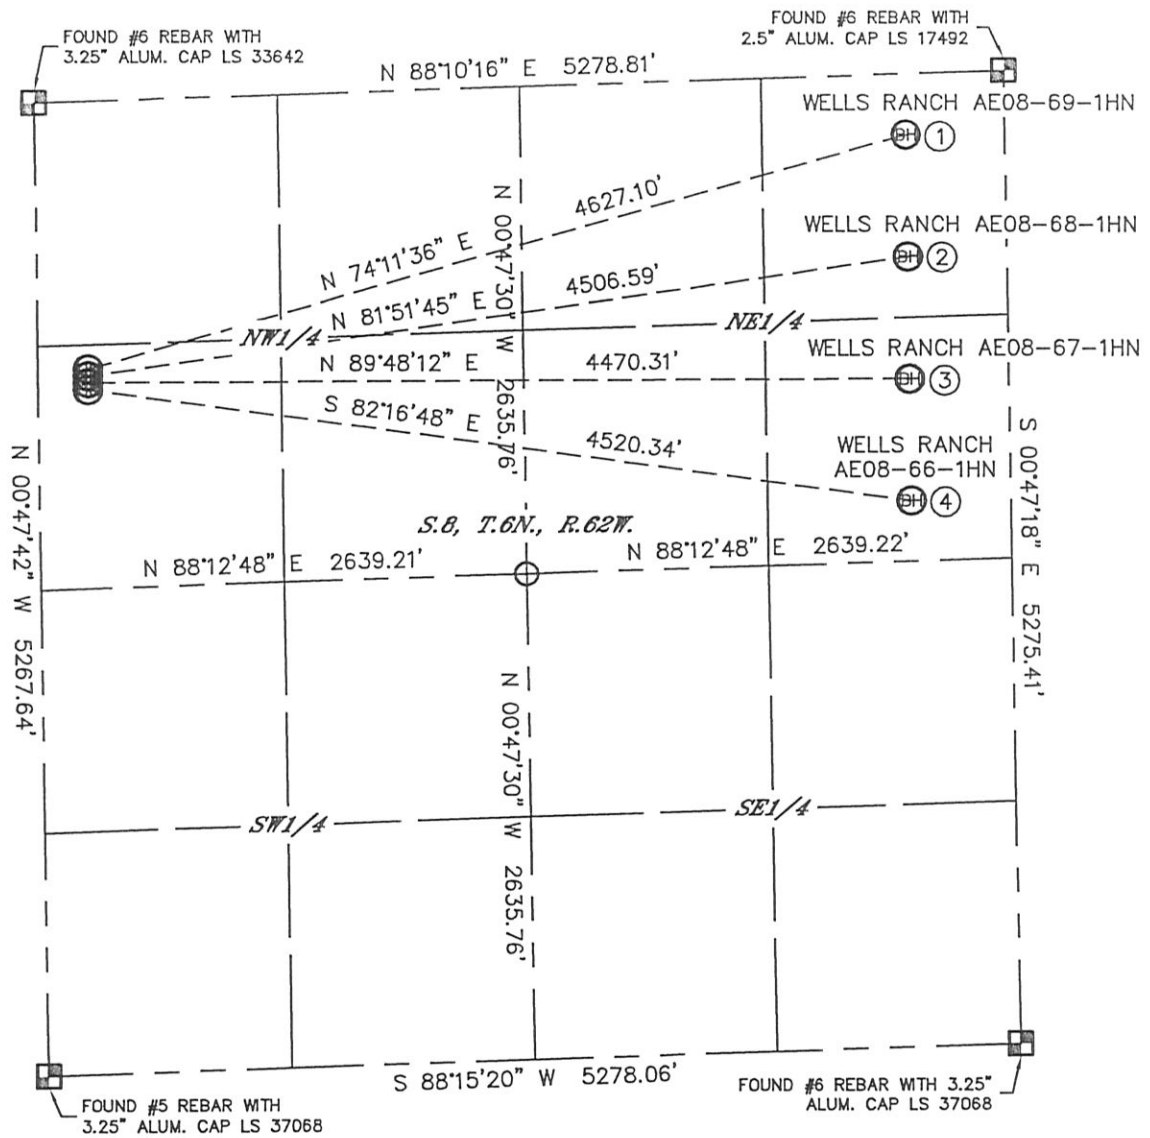 FOUND #6 REBAR WITH
3.25" ALUM. CAP LS 33642
FOUND #6 REBAR WITH
2.5" ALUM. CAP LS 17492
N 88°10'16" E 5278.81'
WELLS RANCH AE08-69-1HN
BH 1
N 74°11'36" E 4627.10'
WELLS RANCH AE08-68-1HN
BH 2
N 81°51'45" E 4506.59'
N 00°47'30" W 2635.76'
NW1/4
NE1/4
WELLS RANCH AE08-67-1HN
BH 3
N 89°48'12" E 4470.31'
S 82°16'48" E 4520.34'
WELLS RANCH
AE08-66-1HN
BH 4
N 00°47'42" W 5267.64'
S 00°47'18" E 5275.41'
S.8, T.6N., R.62W.
N 88°12'48" E 2639.21'
N 88°12'48" E 2639.22'
N 00°47'30" W 2635.76'
SW1/4
SE1/4
S 88°15'20" W 5278.06'
FOUND #5 REBAR WITH
3.25" ALUM. CAP LS 37068
FOUND #6 REBAR WITH 3.25"
ALUM. CAP LS 37068